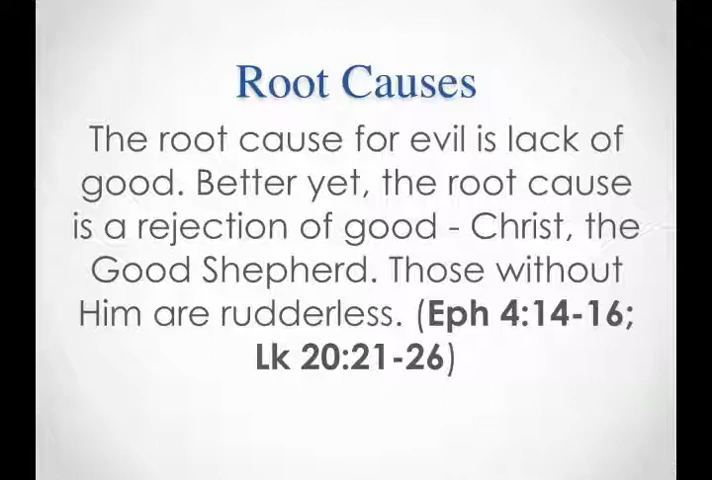 Root Causes
The root cause for evil is lack of
good. Better yet, the root cause
is a rejection of good - Christ, the
Good Shepherd. Those without
Him are rudderless. (Eph 4:14-16;
Lk 20:21-26)